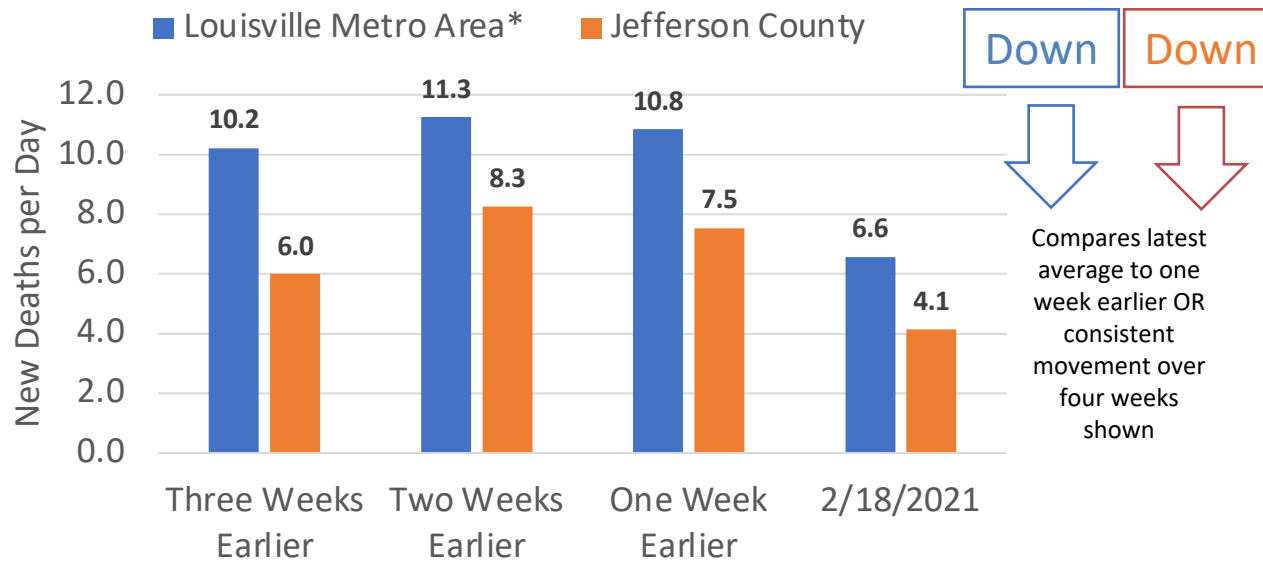 Louisville Metro Area* Jefferson County
Down Down
New Deaths per Day
12.0
10.0
8.0
6.0
4.0
2.0
0.0
10.2
6.0
11.3
8.3
10.8
7.5
6.6
4.1
Three Weeks
Earlier
Two Weeks
Earlier
One Week
Earlier
2/18/2021
Compares latest
average to one
week earlier OR
consistent
movement over
four weeks
shown